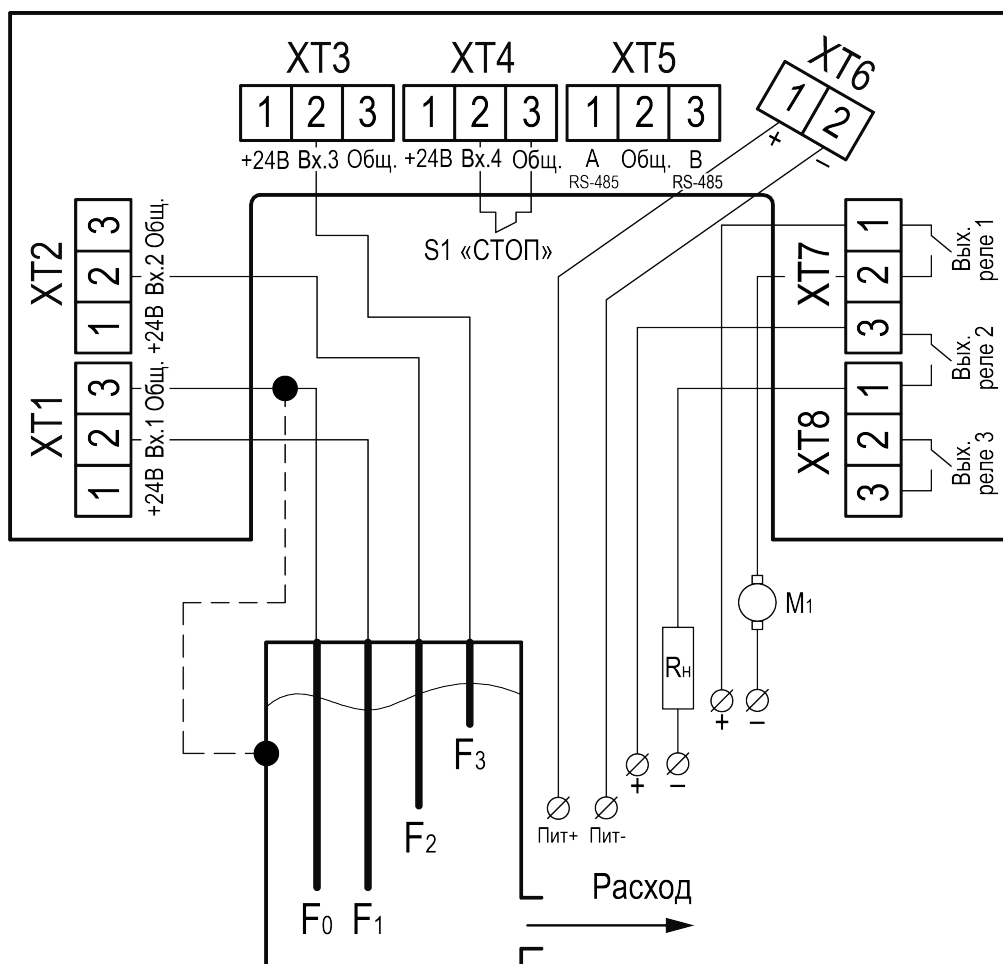 XT3 XT4 XT5 XT6
1 2 3 1 2 3 1 2 3 1 2
+24В Вх.3 Общ. +24В Вх.4 Общ. A Общ. B + –
RS-485 RS-485
S1 «СТОП»
XT2
3 2 1
+24В Вх.2 Общ.
XT1
3 2 1
+24В Вх.1 Общ.
XT7
1 2 3
XT8
1 2 3
Вых. реле 1
Вых. реле 2
Вых. реле 3
M1
Rн
+ –
+ –
Пит+ Пит-
F3
F2
F0 F1
Расход